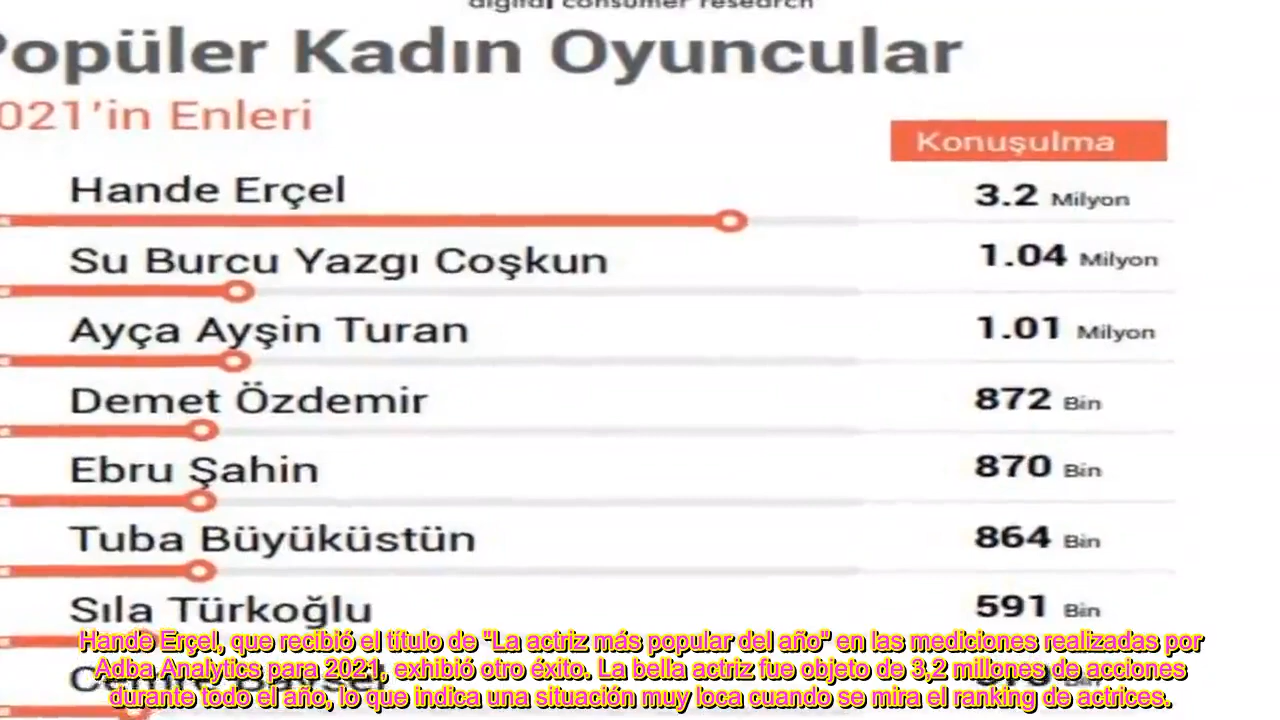 digital consumer research
Popüler Kadın Oyuncular
2021'in Enleri
Konuşulma
Hande Erçel
3.2 Milyon
Su Burcu Yazgı Coşkun
1.04 Milyon
Ayça Ayşin Turan
1.01 Milyon
Demet Özdemir
872 Bin
Ebru Şahin
870 Bin
Tuba Büyüküstün
864 Bin
Sıla Türkoğlu
591 Bin
Hande Erçel, que recibió el título de "La actriz más popular del año" en las mediciones realizadas por
Adba Analytics para 2021, exhibió otro éxito. La bella actriz fue objeto de 3,2 millones de acciones
durante todo el año, lo que indica una situación muy loca cuando se mira el ranking de actrices.